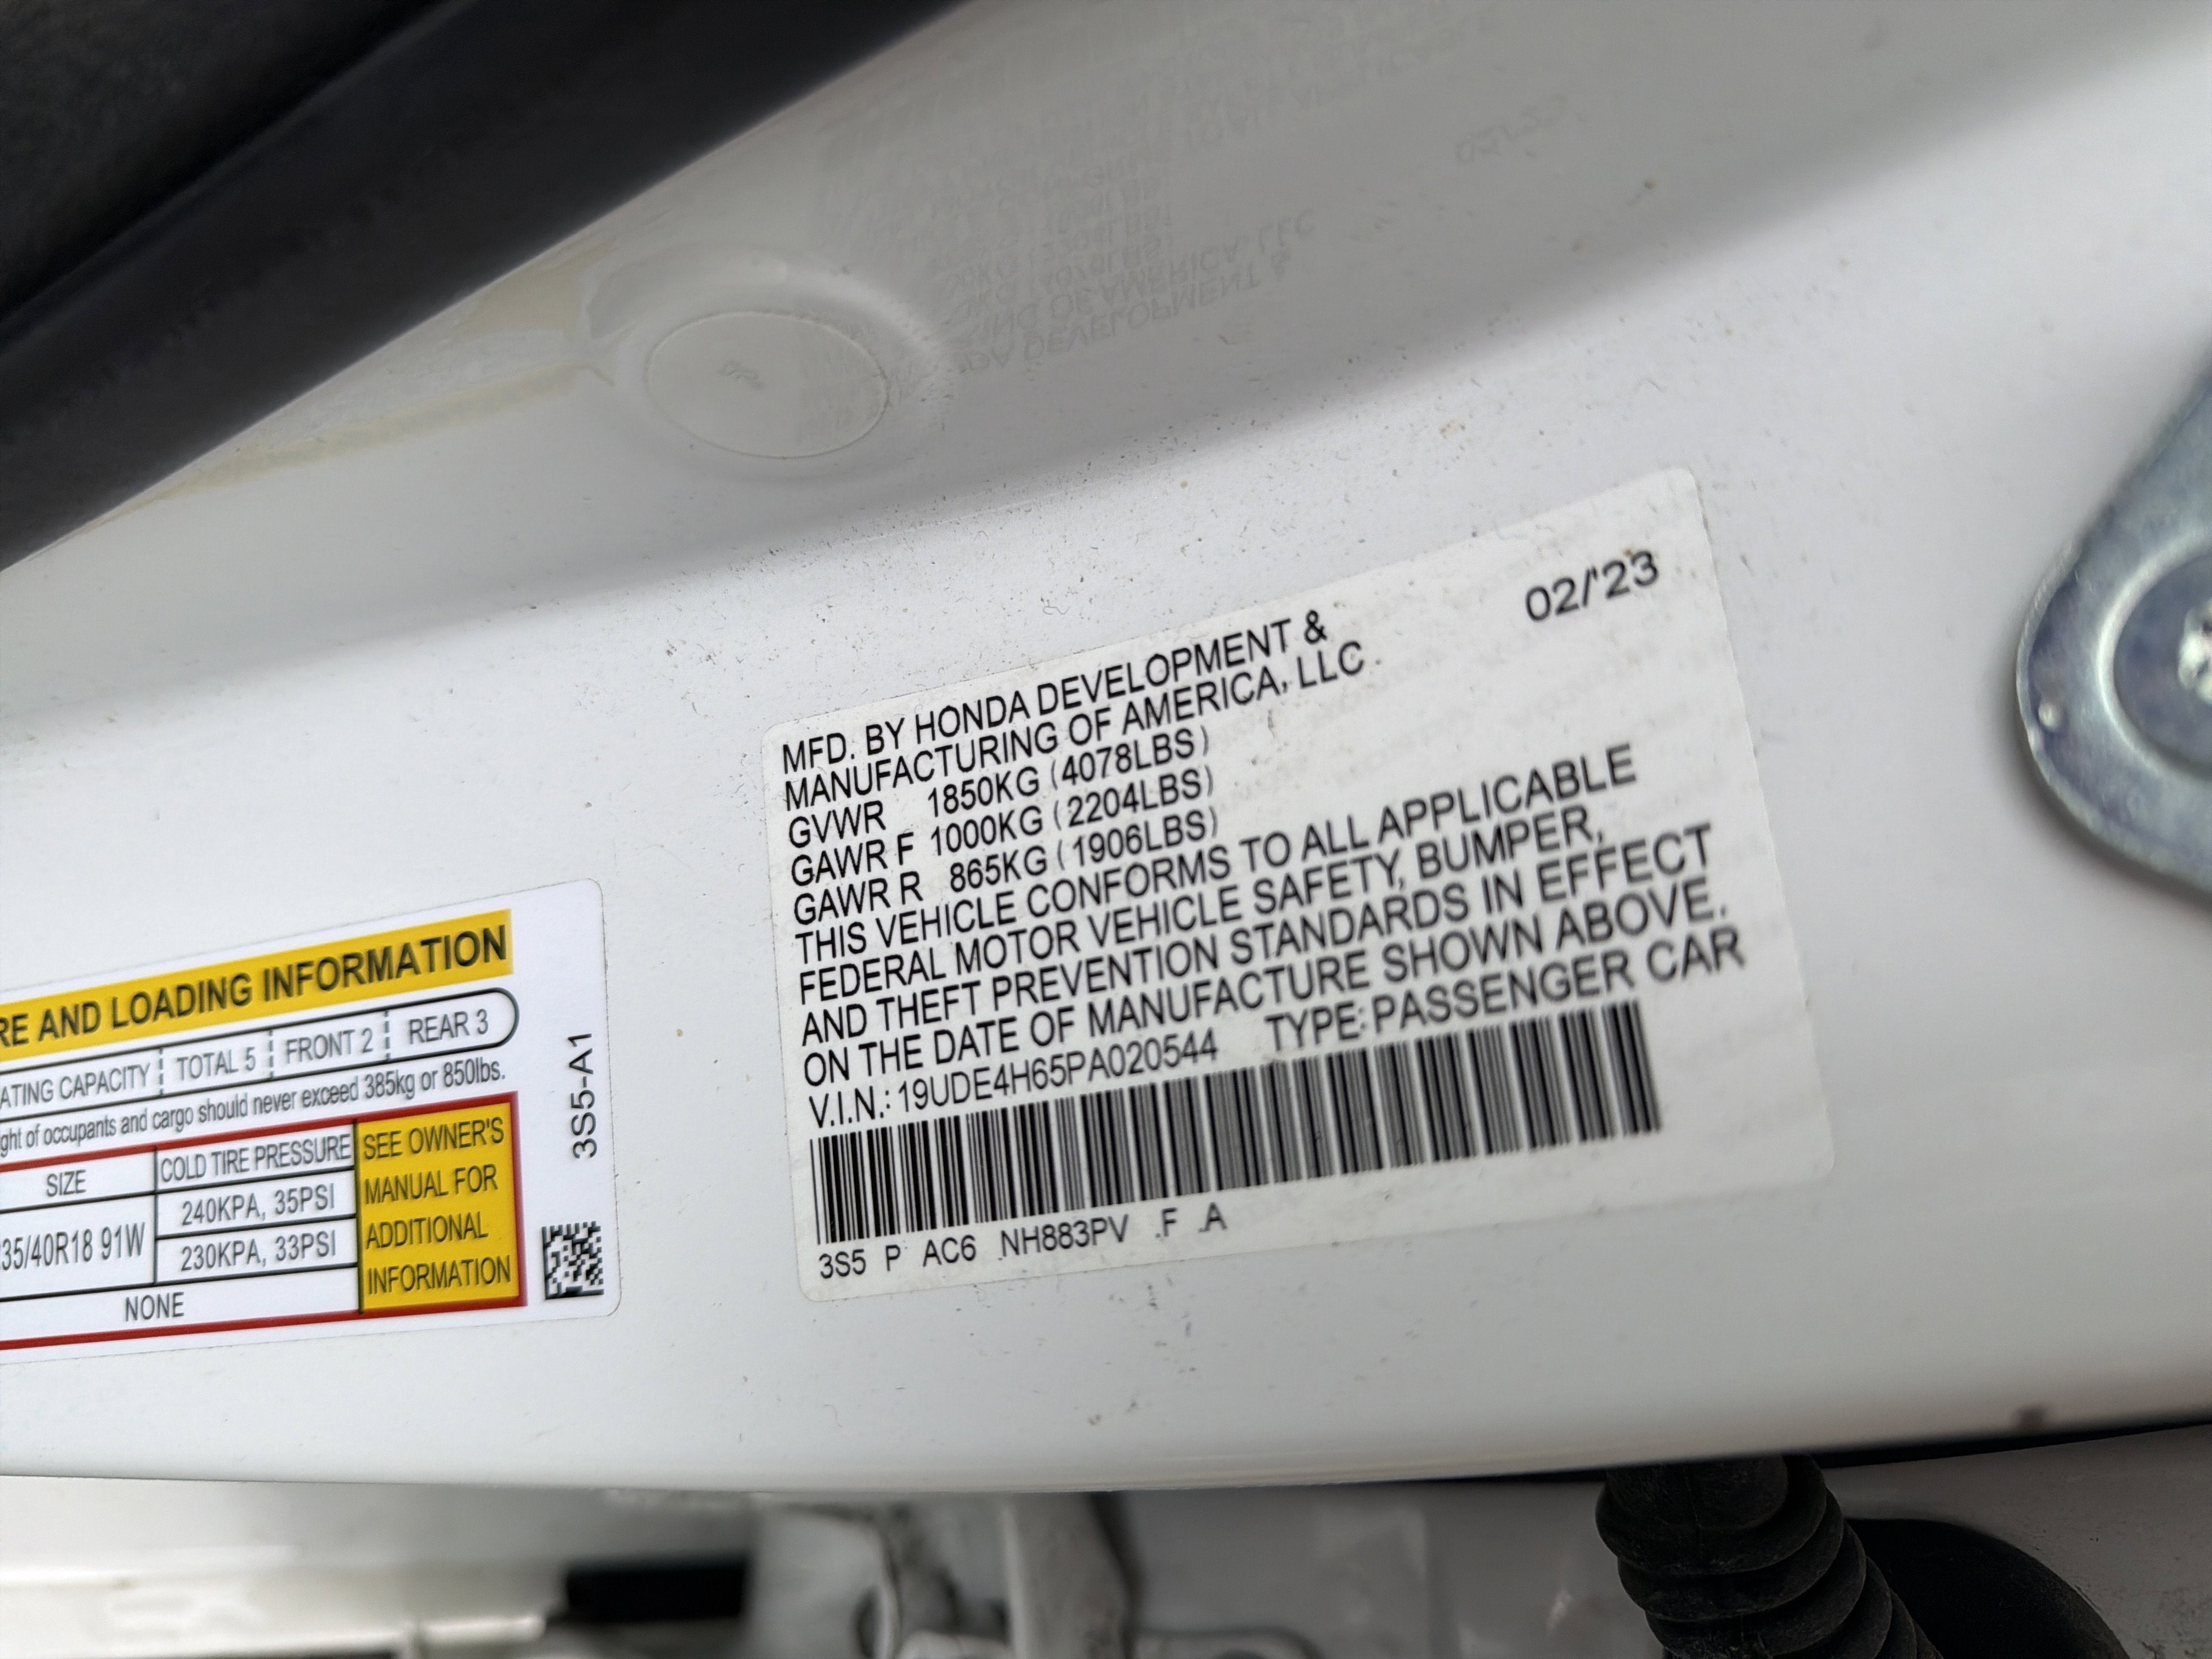 02/'23
MFD. BY HONDA DEVELOPMENT &
MANUFACTURING OF AMERICA, LLC
GVWR 1850KG (4078LBS)
GAWR F 1000KG (2204LBS)
GAWR R 865KG (1906LBS)
THIS VEHICLE CONFORMS TO ALL APPLICABLE
FEDERAL MOTOR VEHICLE SAFETY, BUMPER,
AND THEFT PREVENTION STANDARDS IN EFFECT
ON THE DATE OF MANUFACTURE SHOWN ABOVE.
V.I.N.: 19UDE4H65PA020544 TYPE: PASSENGER CAR
3S5 P AC6 NH883PV F A
RE AND LOADING INFORMATION
ATING CAPACITY TOTAL 5 FRONT 2 REAR 3
ght of occupants and cargo should never exceed 385kg or 850lbs.
SIZE COLD TIRE PRESSURE
35/40R18 91W
240KPA, 35PSI
230KPA, 33PSI
NONE
SEE OWNER'S
MANUAL FOR
ADDITIONAL
INFORMATION
3S5-A1